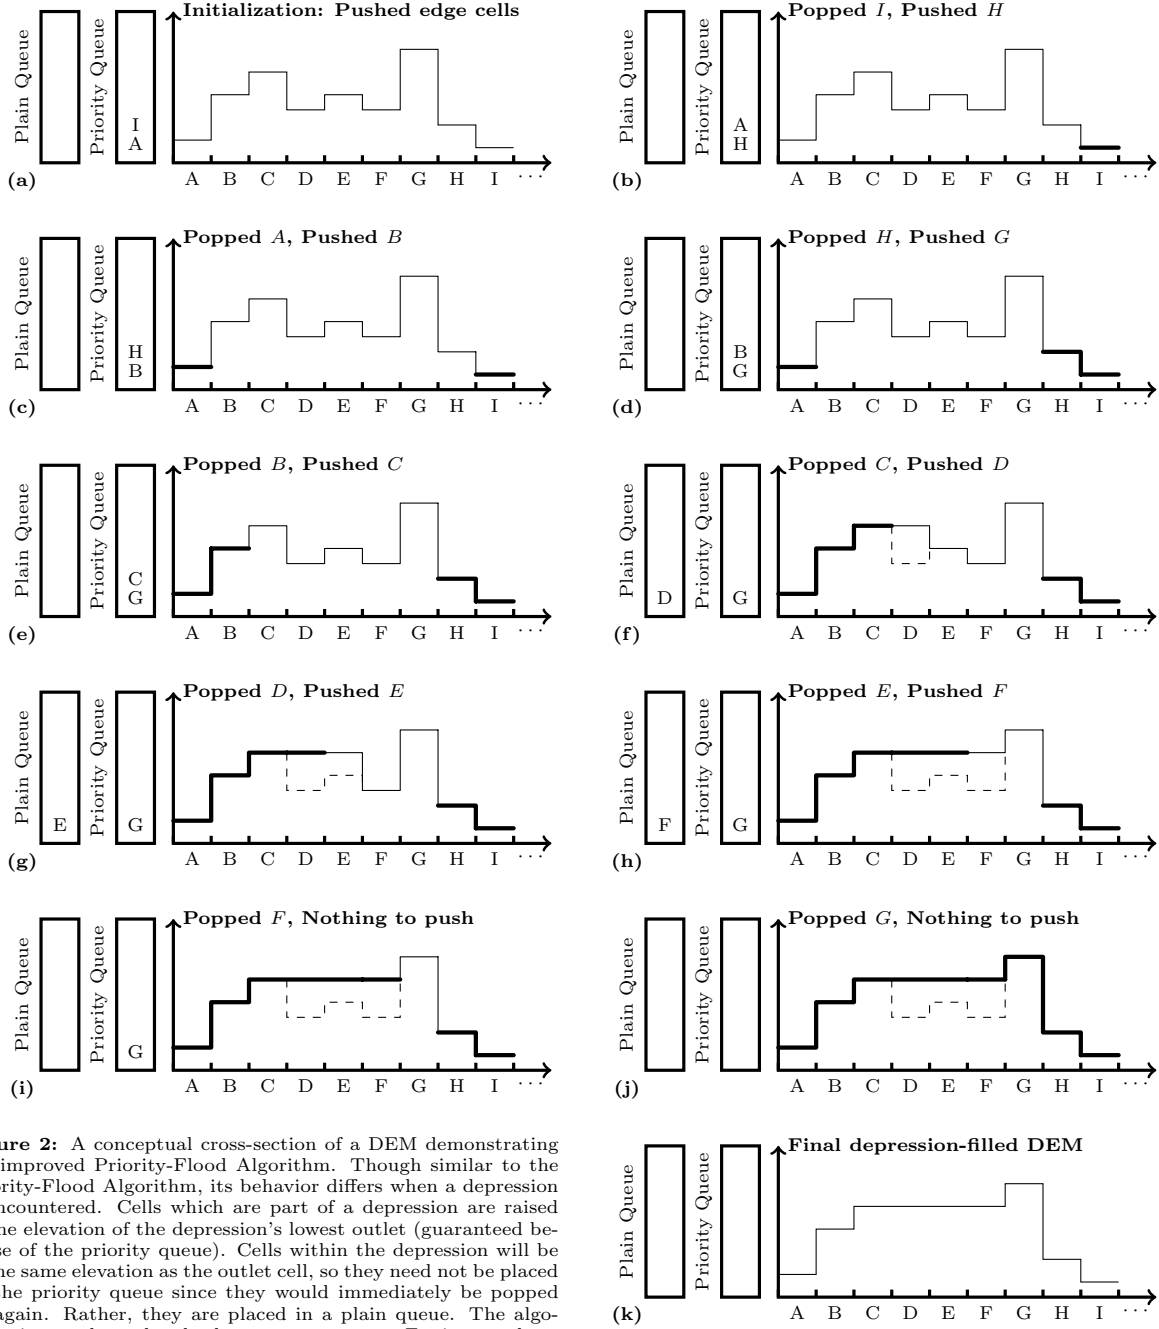 Initialization: Pushed edge cells
Plain Queue
Priority Queue
I
A
A B C D E F G H I ...
(a)
Popped I, Pushed H
Plain Queue
Priority Queue
A
H
A B C D E F G H I ...
(b)
Popped A, Pushed B
Plain Queue
Priority Queue
H
B
A B C D E F G H I ...
(c)
Popped H, Pushed G
Plain Queue
Priority Queue
B
G
A B C D E F G H I ...
(d)
Popped B, Pushed C
Plain Queue
Priority Queue
C
G
A B C D E F G H I ...
(e)
Popped C, Pushed D
Plain Queue
D
Priority Queue
G
A B C D E F G H I ...
(f)
Popped D, Pushed E
Plain Queue
E
Priority Queue
G
A B C D E F G H I ...
(g)
Popped E, Pushed F
Plain Queue
F
Priority Queue
G
A B C D E F G H I ...
(h)
Popped F, Nothing to push
Plain Queue
Priority Queue
G
A B C D E F G H I ...
(i)
Popped G, Nothing to push
Plain Queue
Priority Queue
A B C D E F G H I ...
(j)
ure 2: A conceptual cross-section of a DEM demonstrating
improved Priority-Flood Algorithm. Though similar to the
rity-Flood Algorithm, its behavior differs when a depression
ncountered. Cells which are part of a depression are raised
he elevation of the depression's lowest outlet (guaranteed be-
se of the priority queue). Cells within the depression will be
he same elevation as the outlet cell, so they need not be placed
he priority queue since they would immediately be popped
again. Rather, they are placed in a plain queue. The algo-
Final depression-filled DEM
Plain Queue
Priority Queue
A B C D E F G H I ...
(k)